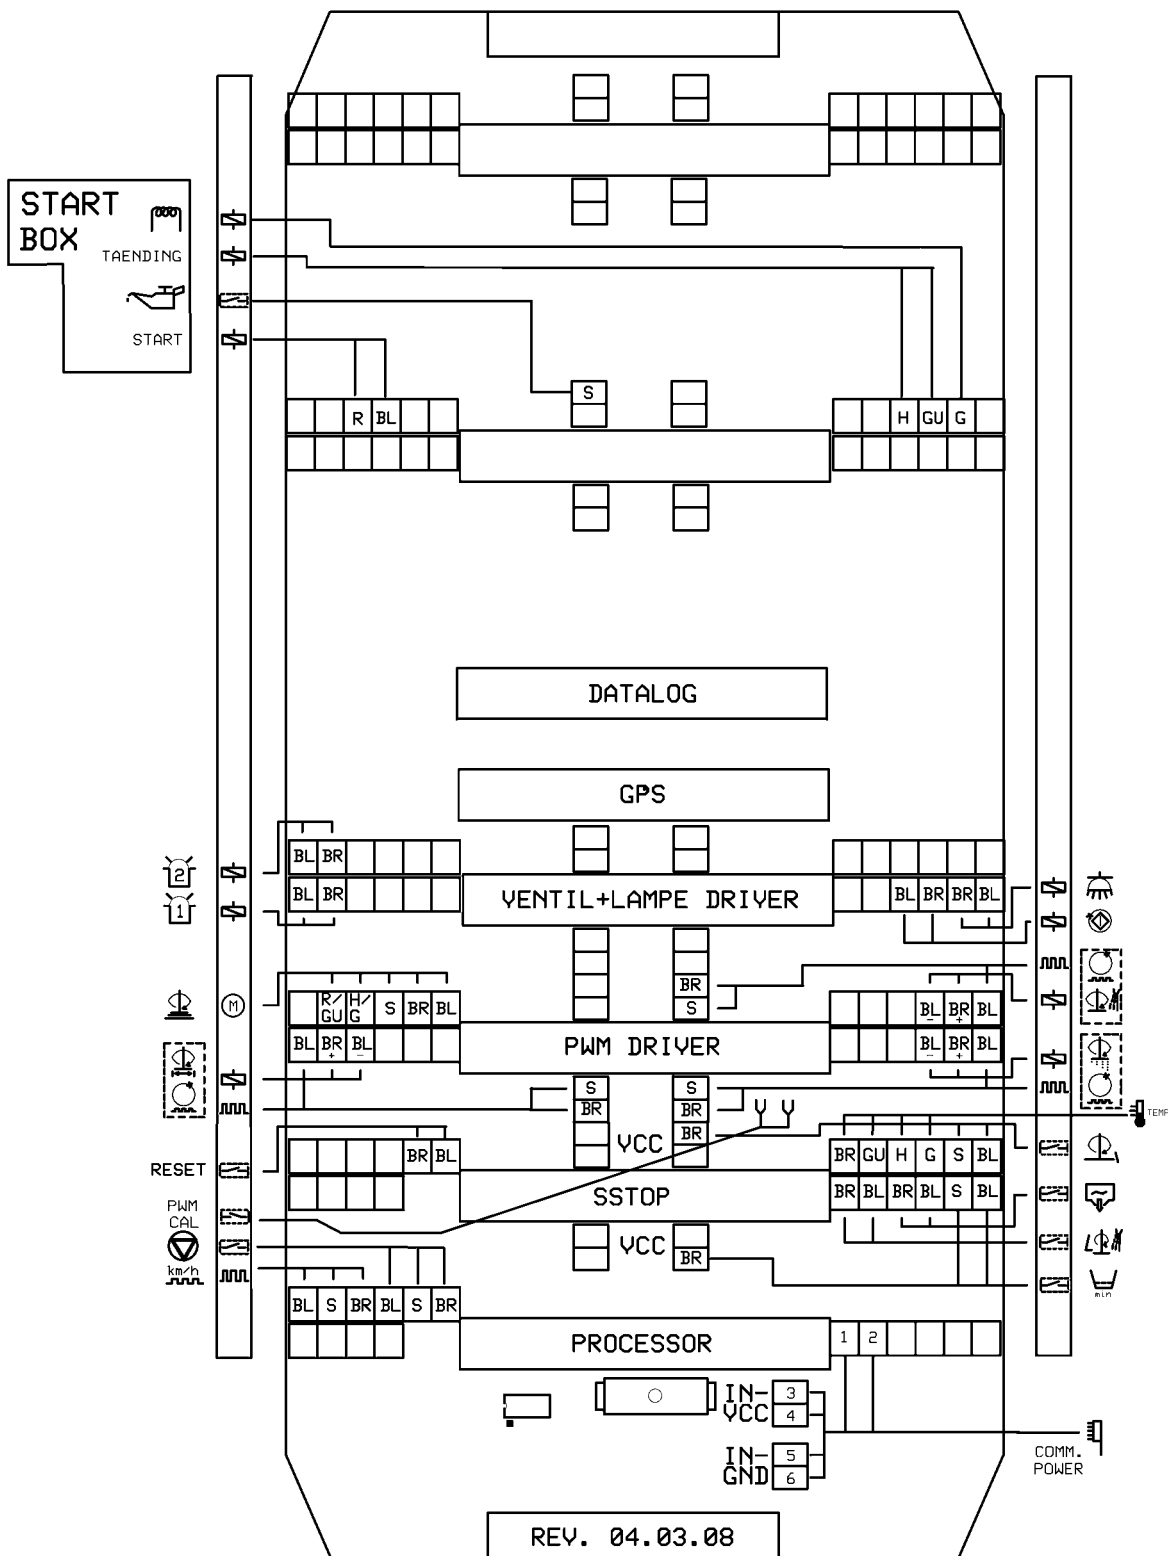 START
BOX
TAENDING
START
S
R BL
H GU G
DATALOG
GPS
BL BR
2
BL BR
VENTIL+LAMPE DRIVER
BL BR BR BL
1
BR
R/GU H/G S BR BL
S
BL- BR+ BL
M
BL BR+ BL-
PWM DRIVER
BL- BR+ BL
S
S
BR
BR
TEMP
BR
VCC
BR BL
BR GU H G S BL
RESET
SSTOP
BR BL BR BL S BL
PWM
CAL
VCC
BR
L
km/h
min
BL S BR BL S BR
PROCESSOR
1 2
IN- 3
VCC 4
IN- 5
GND 6
COMM.
POWER
REV. 04.03.08